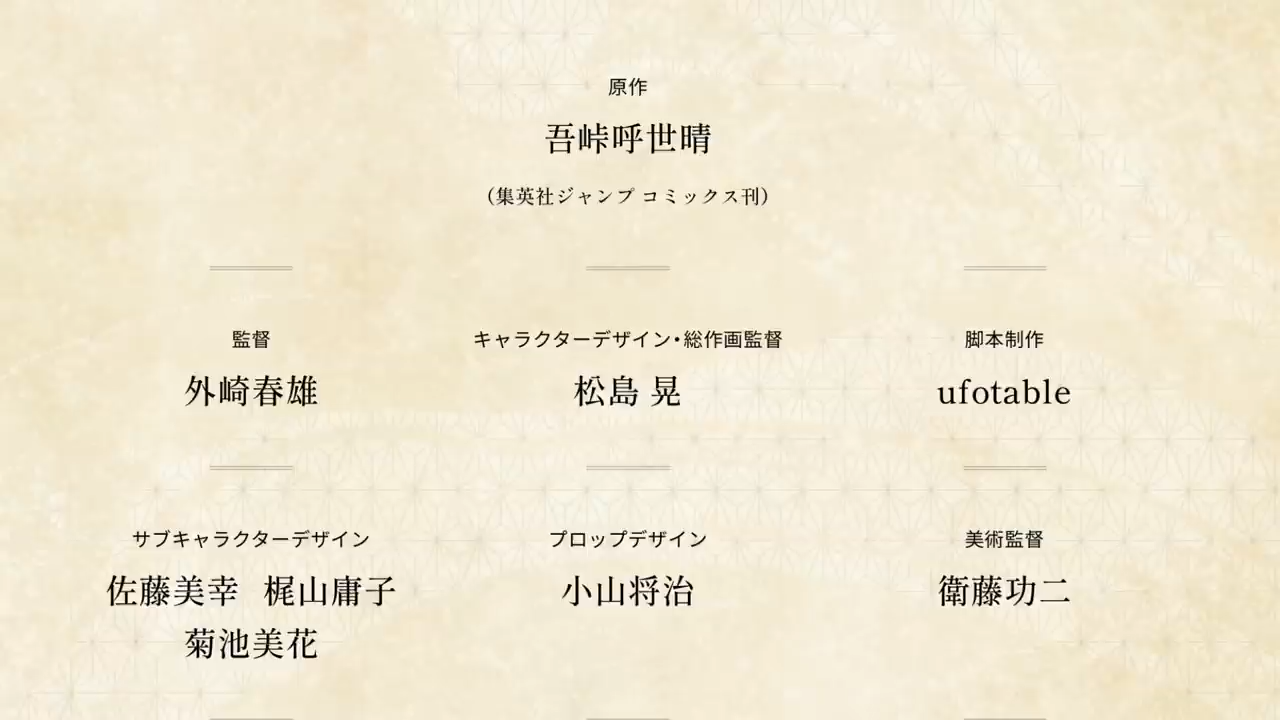 原作
吾峠呼世晴
（集英社ジャンプ コミックス刊）
監督
外崎春雄
キャラクターデザイン・総作画監督
松島 晃
脚本制作
ufotable
サブキャラクターデザイン
佐藤美幸 梶山庸子
菊池美花
プロップデザイン
小山将治
美術監督
衛藤功二